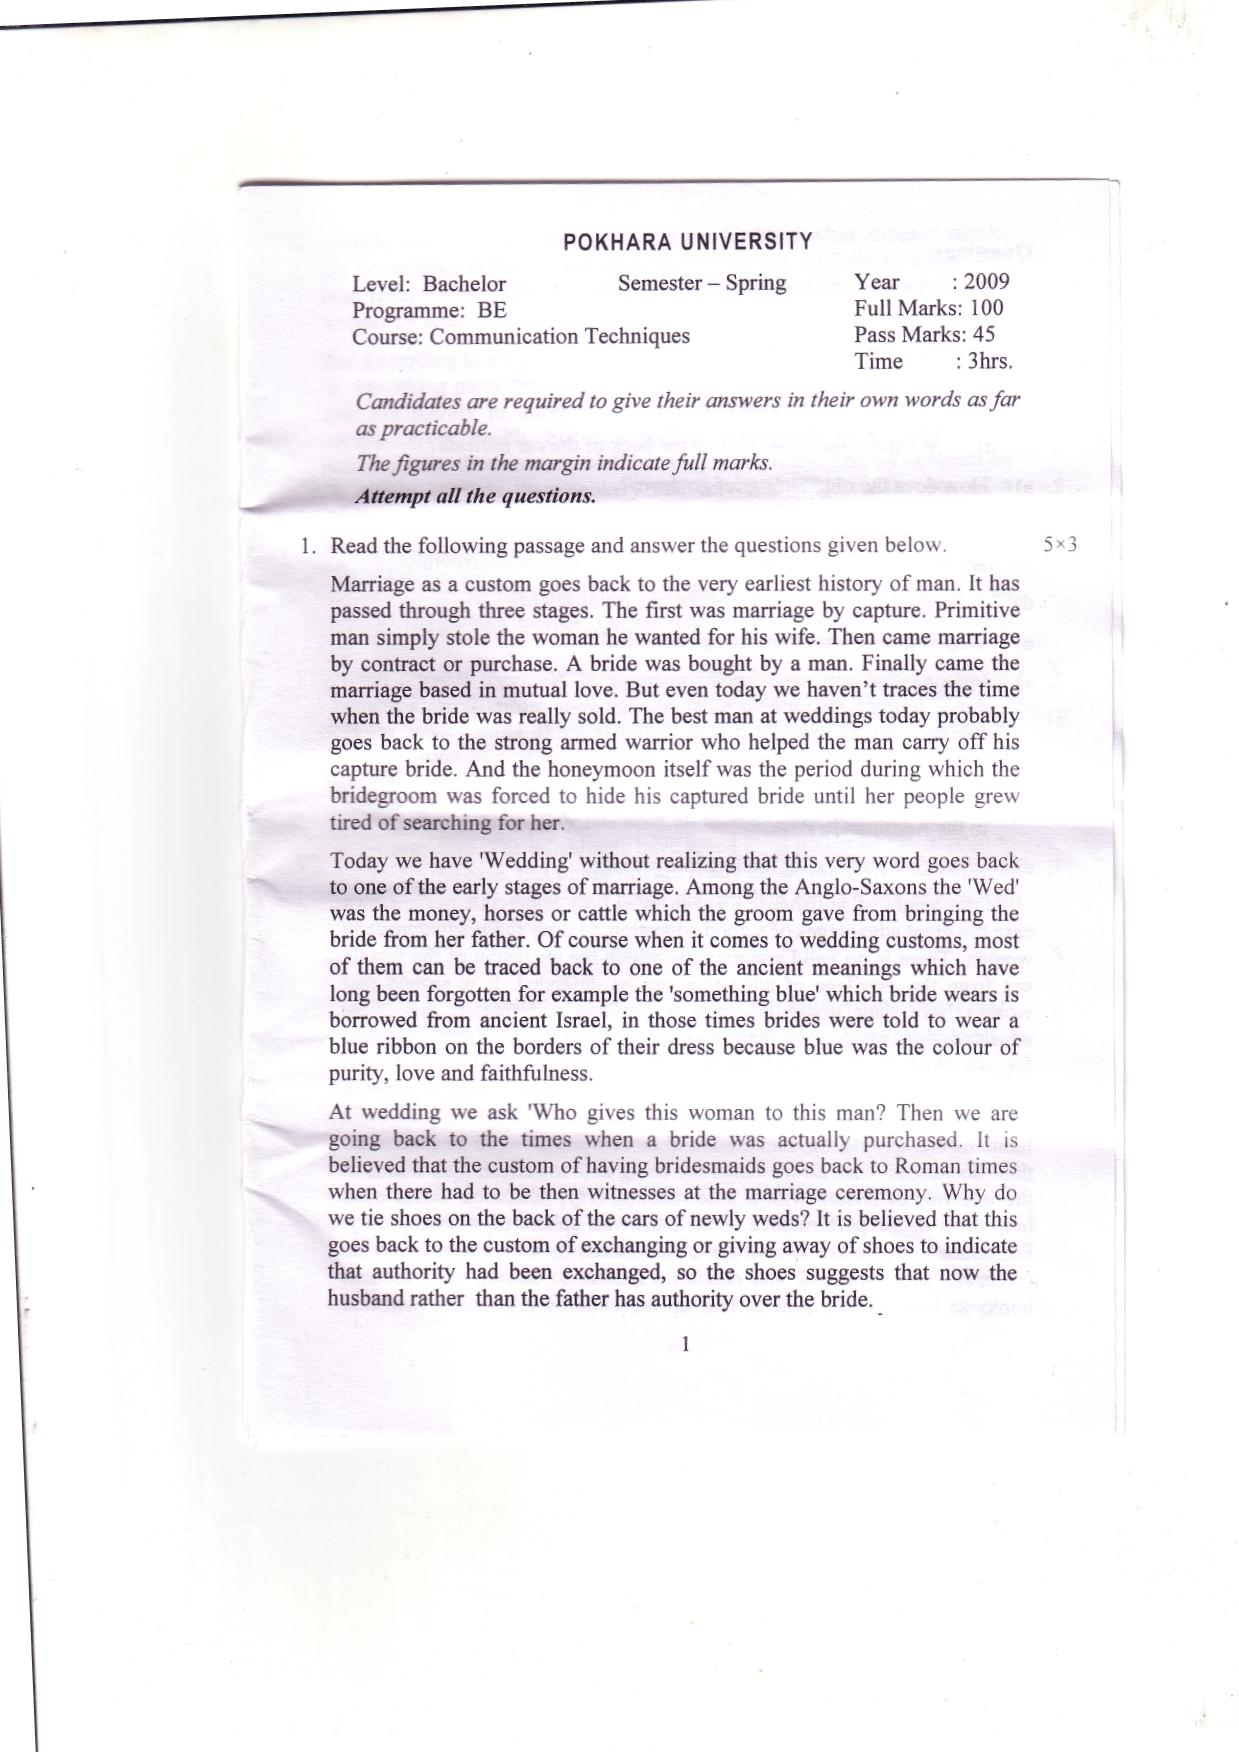 POKHARA UNIVERSITY
Level: Bachelor Semester – Spring Year : 2009
Programme: BE Full Marks: 100
Course: Communication Techniques Pass Marks: 45
Time : 3hrs.
Candidates are required to give their answers in their own words as far
as practicable.
The figures in the margin indicate full marks.
Attempt all the questions.
1. Read the following passage and answer the questions given below. 5×3
Marriage as a custom goes back to the very earliest history of man. It has
passed through three stages. The first was marriage by capture. Primitive
man simply stole the woman he wanted for his wife. Then came marriage
by contract or purchase. A bride was bought by a man. Finally came the
marriage based in mutual love. But even today we haven't traces the time
when the bride was really sold. The best man at weddings today probably
goes back to the strong armed warrior who helped the man carry off his
capture bride. And the honeymoon itself was the period during which the
bridegroom was forced to hide his captured bride until her people grew
tired of searching for her.
Today we have 'Wedding' without realizing that this very word goes back
to one of the early stages of marriage. Among the Anglo-Saxons the 'Wed'
was the money, horses or cattle which the groom gave from bringing the
bride from her father. Of course when it comes to wedding customs, most
of them can be traced back to one of the ancient meanings which have
long been forgotten for example the 'something blue' which bride wears is
borrowed from ancient Israel, in those times brides were told to wear a
blue ribbon on the borders of their dress because blue was the colour of
purity, love and faithfulness.
At wedding we ask 'Who gives this woman to this man? Then we are
going back to the times when a bride was actually purchased. It is
believed that the custom of having bridesmaids goes back to Roman times
when there had to be then witnesses at the marriage ceremony. Why do
we tie shoes on the back of the cars of newly weds? It is believed that this
goes back to the custom of exchanging or giving away of shoes to indicate
that authority had been exchanged, so the shoes suggests that now the
husband rather than the father has authority over the bride.
1